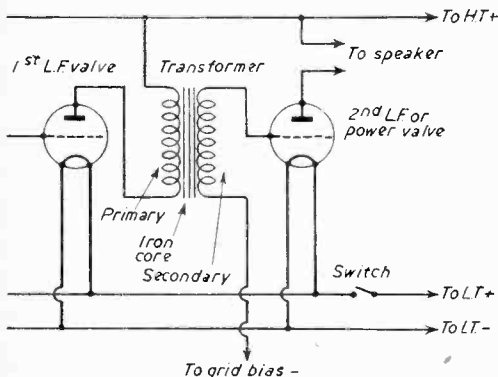 To HT+
To speaker
1st L.F. valve
Transformer
2nd LF or
power valve
Primary
Iron
core
Secondary
Switch
To L.T.+
To LT.-
To grid bias -